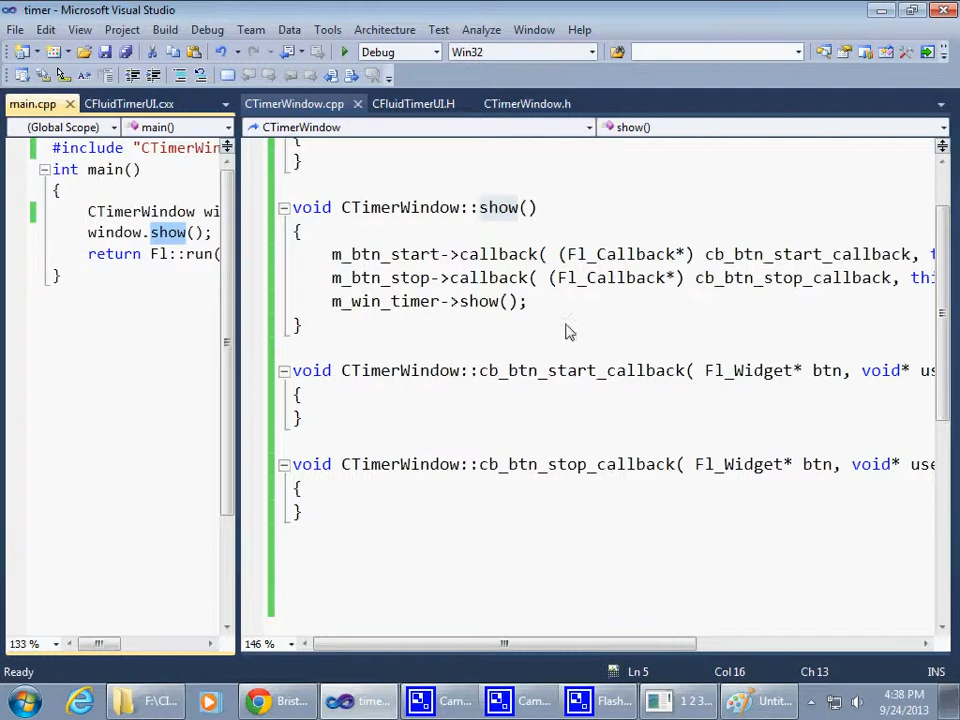 timer - Microsoft Visual Studio
File Edit View Project Build Debug Team Data Tools Architecture Test Analyze Window Help
Debug Win32
main.cpp CFluidTimerUI.cxx CTimerWindow.cpp CFluidTimerUI.H CTimerWindow.h
(Global Scope) main() CTimerWindow show()
#include "CTimerWin
int main()
{
CTimerWindow wi
window.show();
return Fl::run(
}
133 %
}
void CTimerWindow::show()
{
m_btn_start->callback( (Fl_Callback*) cb_btn_start_callback, t
m_btn_stop->callback( (Fl_Callback*) cb_btn_stop_callback, thi
m_win_timer->show();
}
void CTimerWindow::cb_btn_start_callback( Fl_Widget* btn, void* us
{
}
void CTimerWindow::cb_btn_stop_callback( Fl_Widget* btn, void* use
{
}
146 %
Ready Ln 5 Col 16 Ch 13 INS
F:\Cl... Brist... time... Cam... Cam... Flash... 1 2 3... Untit...
4:38 PM
9/24/2013